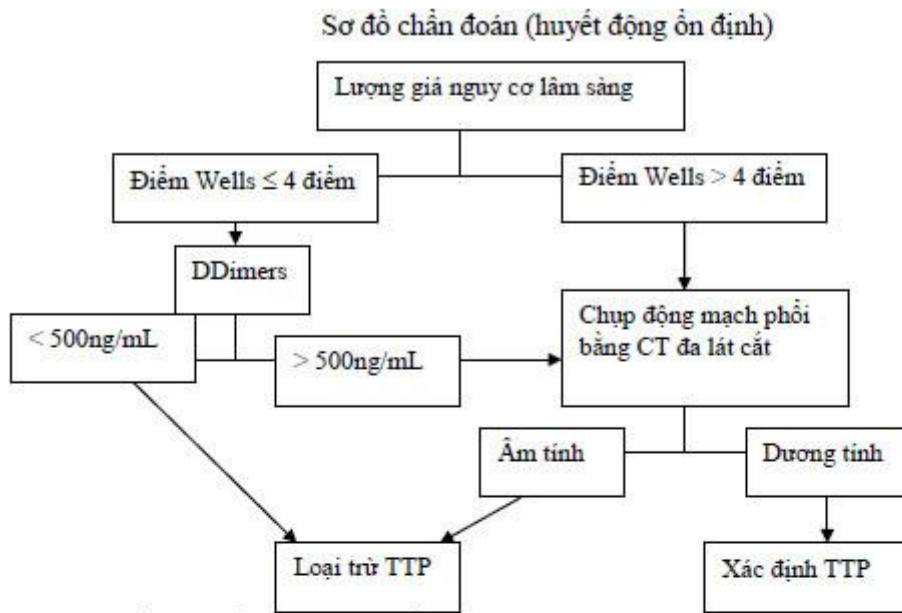 Sơ đồ chẩn đoán (huyết động ổn định)
Lượng giá nguy cơ lâm sàng
Điểm Wells ≤ 4 điểm
Điểm Wells > 4 điểm
DDimers
< 500ng/mL
> 500ng/mL
Chụp động mạch phổi
bằng CT đa lát cắt
Âm tính
Dương tính
Loại trừ TTP
Xác định TTP